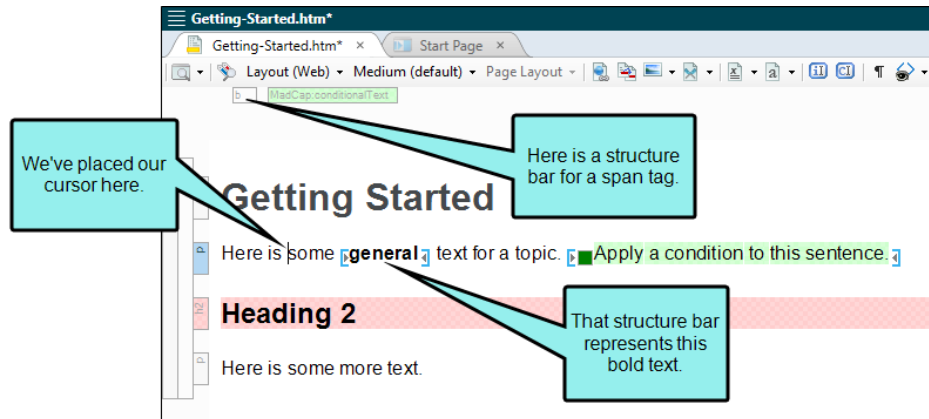 Getting-Started.htm*
Getting-Started.htm* × Start Page ×
Layout (Web) Medium (default) Page Layout x a iI CI ¶
b MadCap:conditionalText
We've placed our
cursor here.
Here is a structure
bar for a span tag.
Getting Started
p
Here is some general text for a topic. Apply a condition to this sentence.
h2
Heading 2
That structure bar
represents this
bold text.
p
Here is some more text.